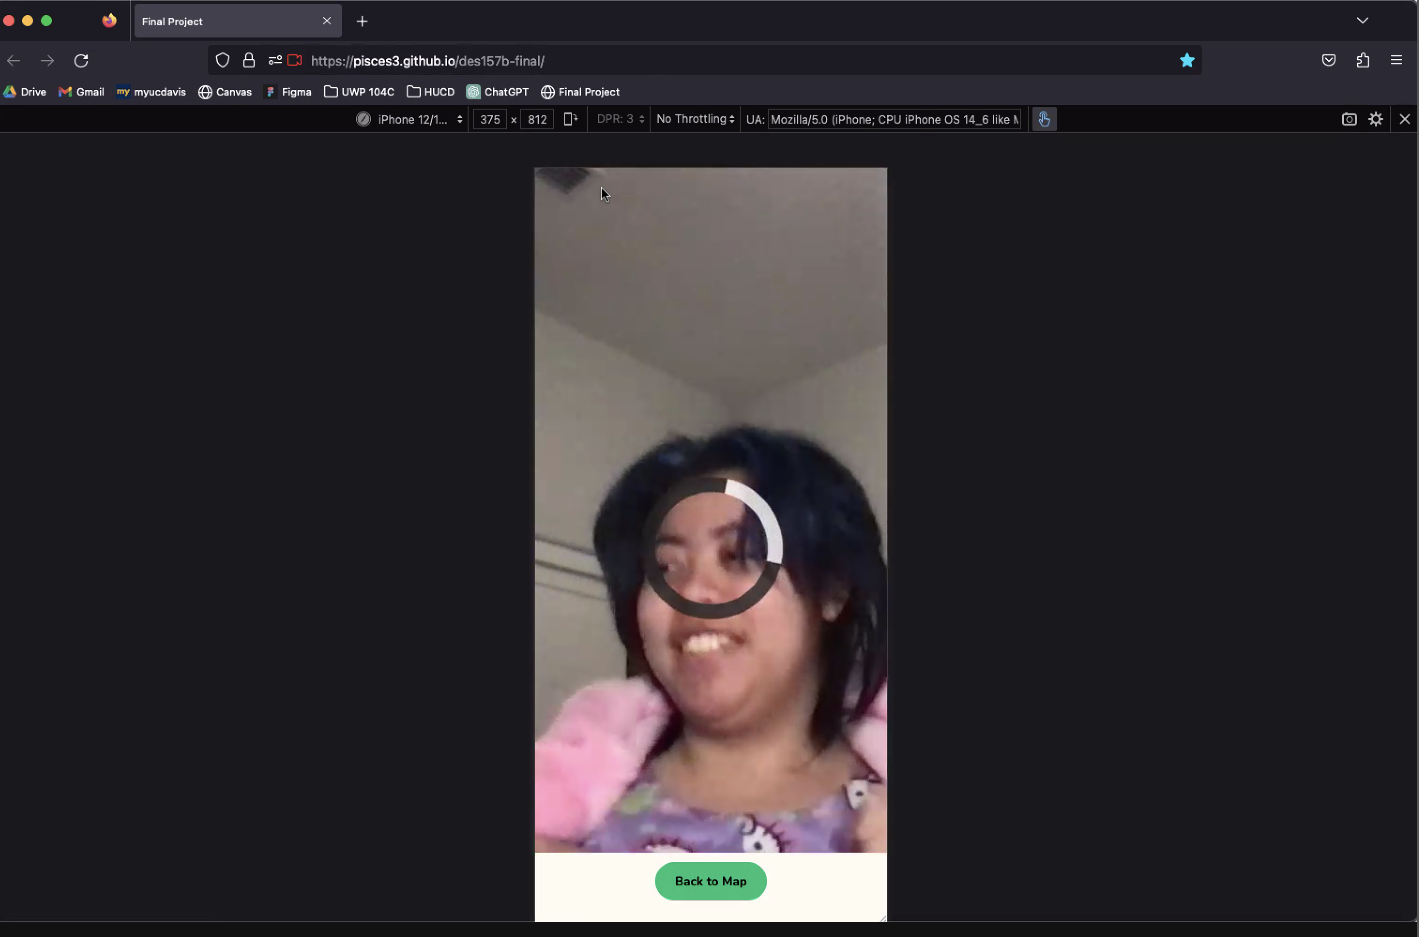 Final Project
https://pisces3.github.io/des157b-final/
Drive Gmail my myucdavis Canvas Figma UWP 104C HUCD ChatGPT Final Project
iPhone 12/1... 375 x 812 DPR: 3 No Throttling UA: Mozilla/5.0 (iPhone; CPU iPhone OS 14_6 like M
Back to Map